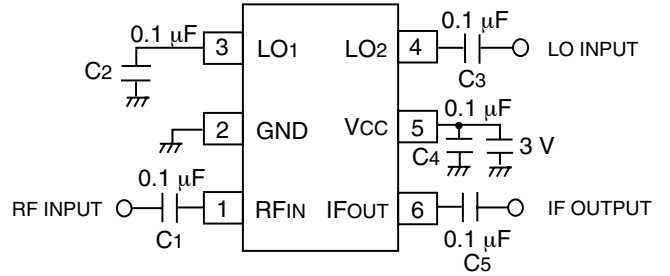 0.1 µF
C2
3
LO1
LO2
4
0.1 µF
C3
LO INPUT
2
GND
VCC
5
0.1 µF
C4
3 V
RF INPUT
0.1 µF
C1
1
RFIN
IFOUT
6
0.1 µF
C5
IF OUTPUT